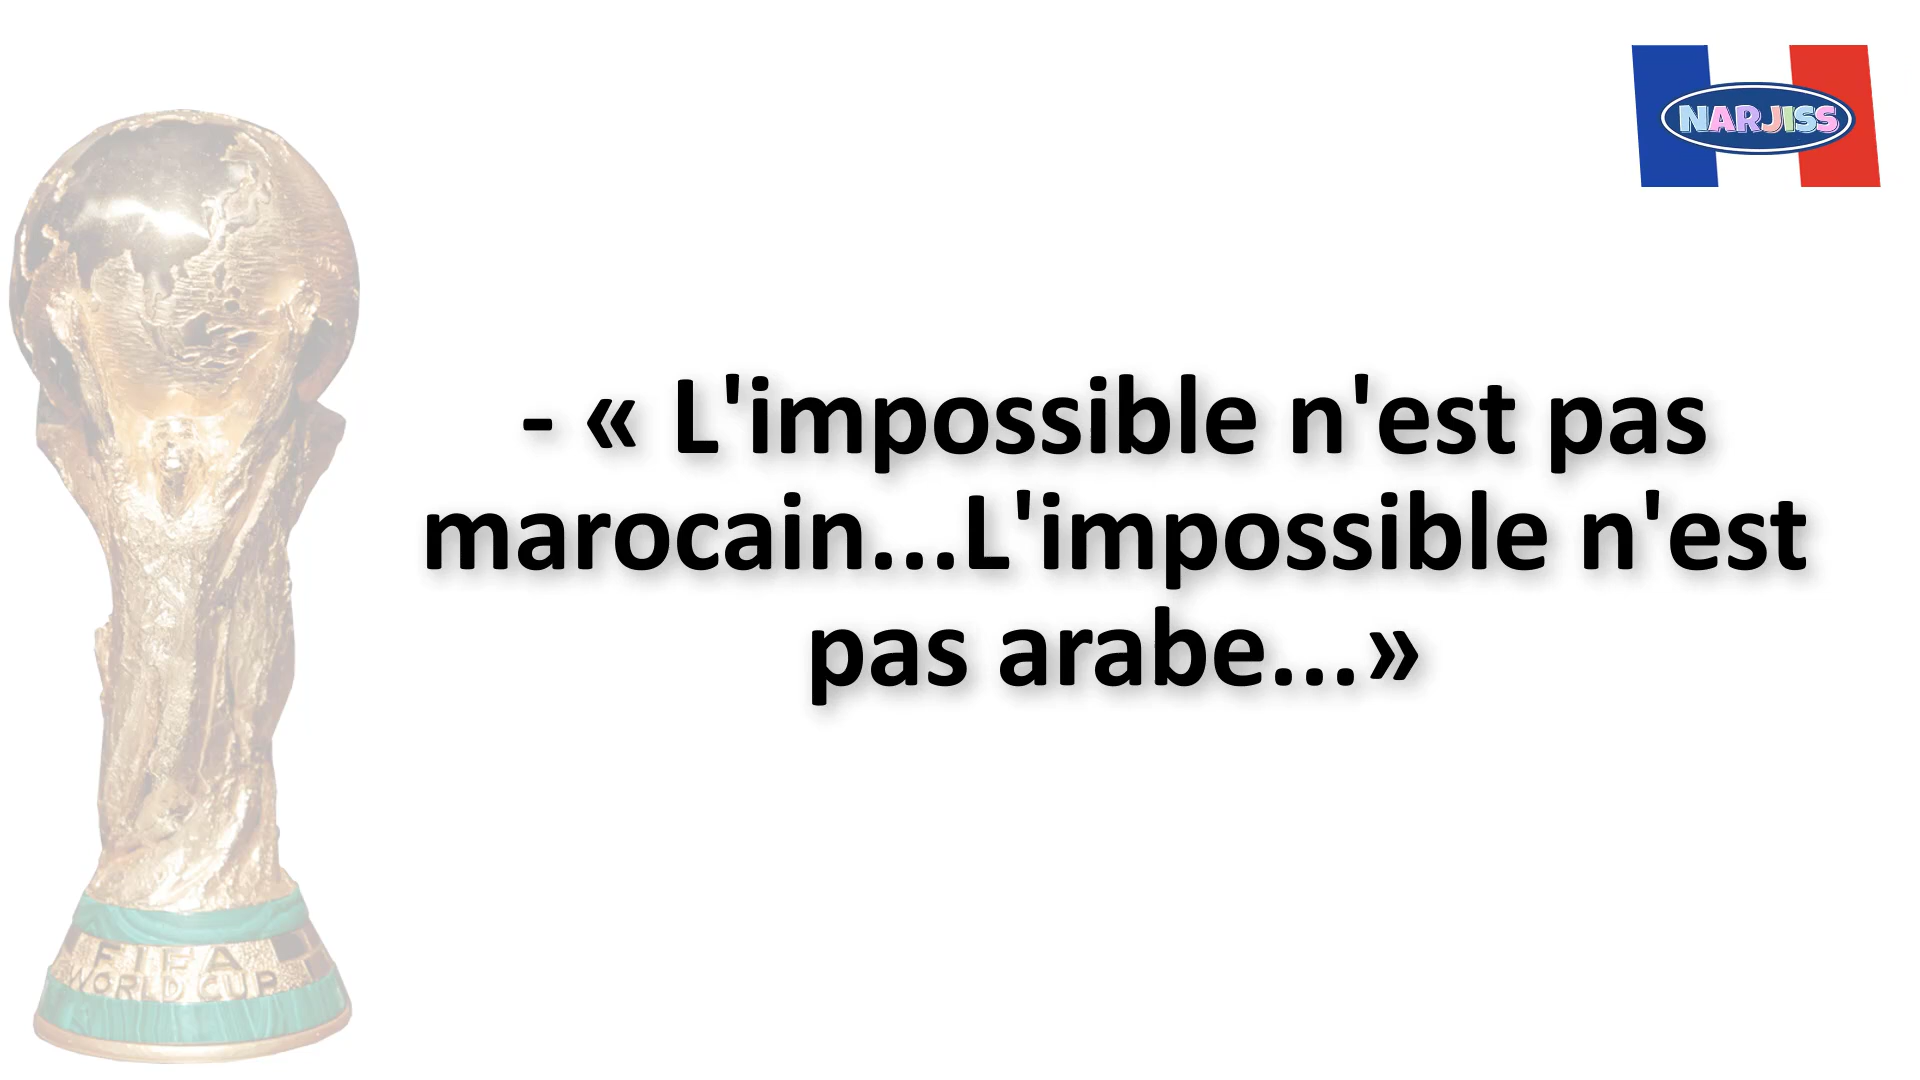 NARJISS
- « L'impossible n'est pas
marocain...L'impossible n'est
pas arabe...»
FIFA
WORLD CUP